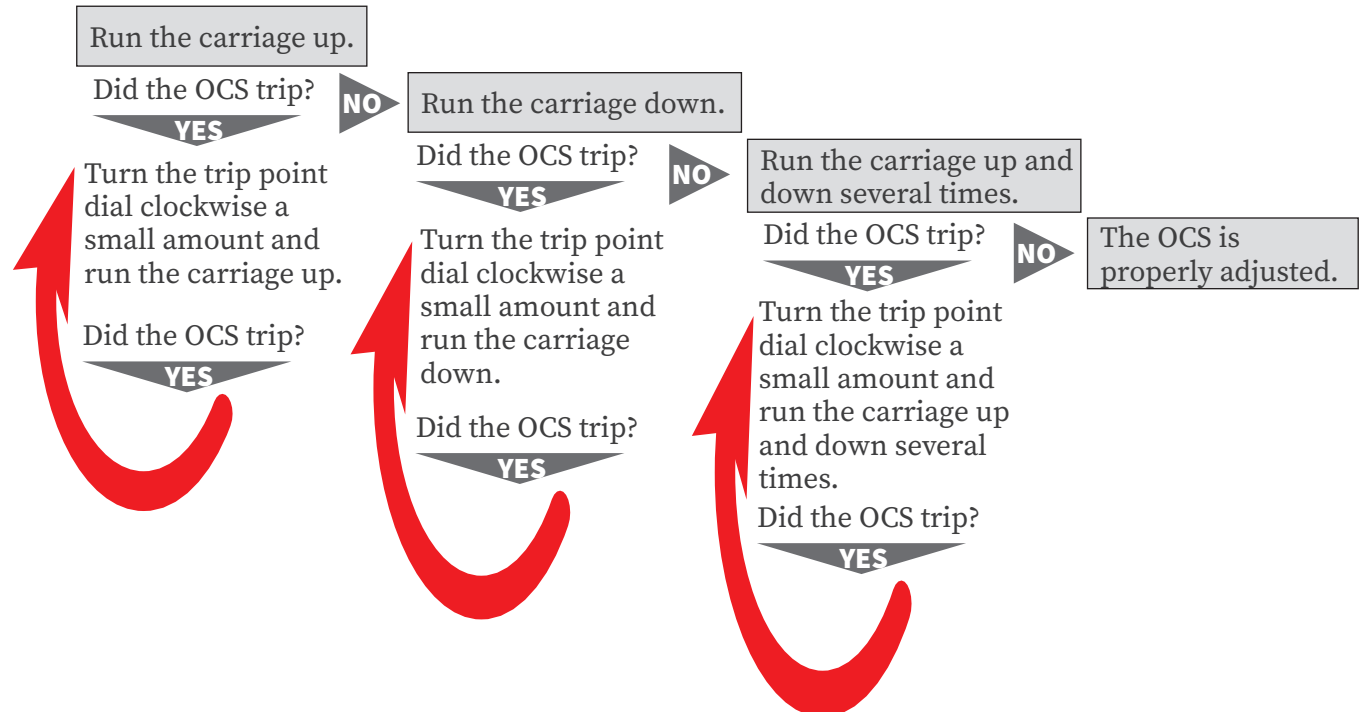 Run the carriage up.
Did the OCS trip?
NO
YES
Turn the trip point
dial clockwise a
small amount and
run the carriage up.
Did the OCS trip?
YES
Run the carriage down.
Did the OCS trip?
NO
YES
Turn the trip point
dial clockwise a
small amount and
run the carriage
down.
Did the OCS trip?
YES
Run the carriage up and
down several times.
Did the OCS trip?
NO
YES
Turn the trip point
dial clockwise a
small amount and
run the carriage up
and down several
times.
Did the OCS trip?
YES
The OCS is
properly adjusted.